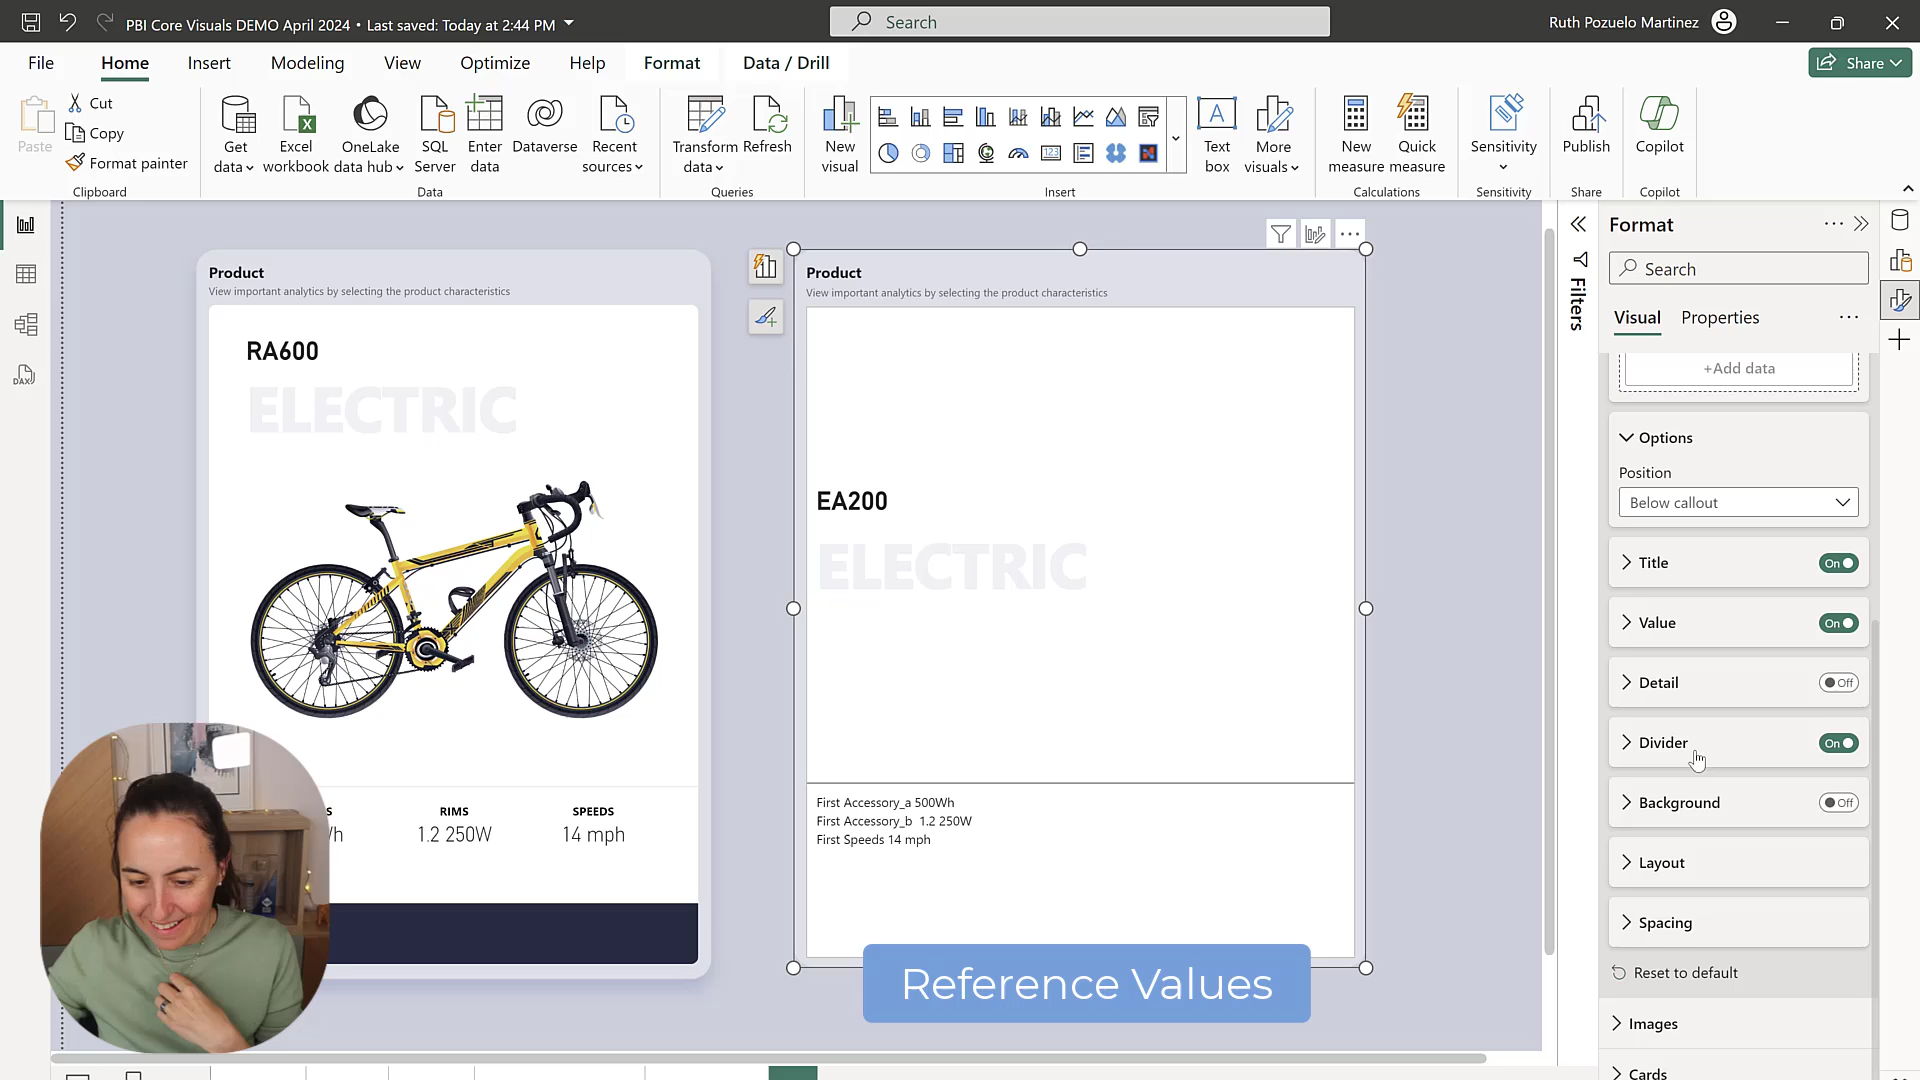 PBI Core Visuals DEMO April 2024 • Last saved: Today at 2:44 PM
Search
Ruth Pozuelo Martinez
File
Home
Insert
Modeling
View
Optimize
Help
Format
Data / Drill
Share
Paste
Cut
Copy
Format painter
Clipboard
Get data
Excel workbook
OneLake data hub
SQL Server
Enter data
Dataverse
Recent sources
Data
Transform data
Refresh
Queries
New visual
Text box
More visuals
Insert
New measure
Quick measure
Calculations
Sensitivity
Sensitivity
Publish
Share
Copilot
Copilot
123
A
DAX
Product
View important analytics by selecting the product characteristics
RA600
ELECTRIC
S
RIMS
SPEEDS
Wh
1.2 250W
14 mph
Product
View important analytics by selecting the product characteristics
EA200
ELECTRIC
First Accessory_a 500Wh
First Accessory_b 1.2 250W
First Speeds 14 mph
Reference Values
Filters
Format
Search
Visual
Properties
+Add data
Options
Position
Below callout
Title
On
Value
On
Detail
Off
Divider
On
Background
Off
Layout
Spacing
Reset to default
Images
Cards